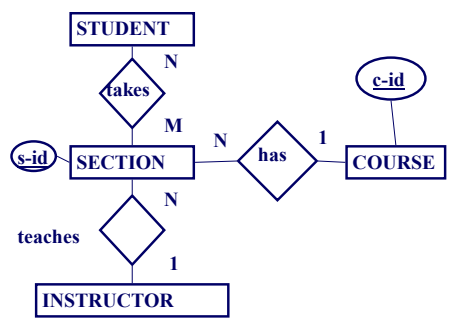 STUDENT
N
takes
M
c-id
s-id
SECTION
N
has
1
COURSE
N
teaches
1
INSTRUCTOR